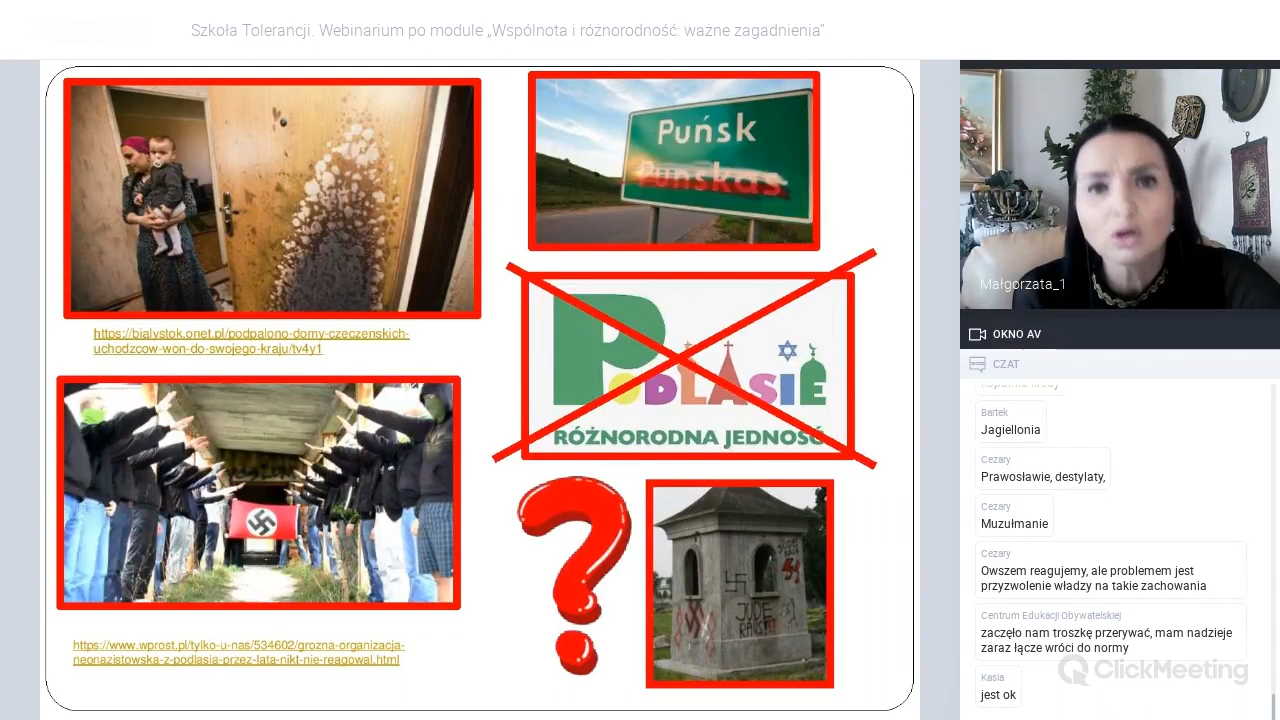 Szkoła Tolerancji. Webinarium po module „Wspólnota i różnorodność: ważne zagadnienia”
Puńsk
Punskas
https://bialystok.onet.pl/podpalono-domy-czeczenskich-
uchodzcow-won-do-swojego-kraju/tv4y1
PODLASIE
RÓŻNORODNA JEDNOŚĆ
JUDE
RAUS!!!
https://www.wprost.pl/tylko-u-nas/534602/grozna-organizacja-
neonazistowska-z-podlasia-przez-lata-nikt-nie-reagowal.html
Małgorzata_1
OKNO AV
CZAT
Bartek
Jagiellonia
Cezary
Prawosławie, destylaty,
Cezary
Muzułmanie
Cezary
Owszem reagujemy, ale problemem jest
przyzwolenie władzy na takie zachowania
Centrum Edukacji Obywatelskiej
zaczęło nam troszkę przerywać, mam nadzieje
zaraz łącze wróci do normy
ClickMeeting
Kasia
jest ok